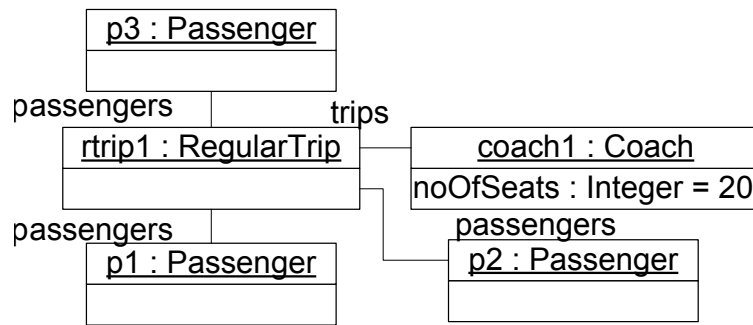 p3 : Passenger
passengers
trips
rtrip1 : RegularTrip
coach1 : Coach
noOfSeats : Integer = 20
passengers
passengers
p1 : Passenger
p2 : Passenger